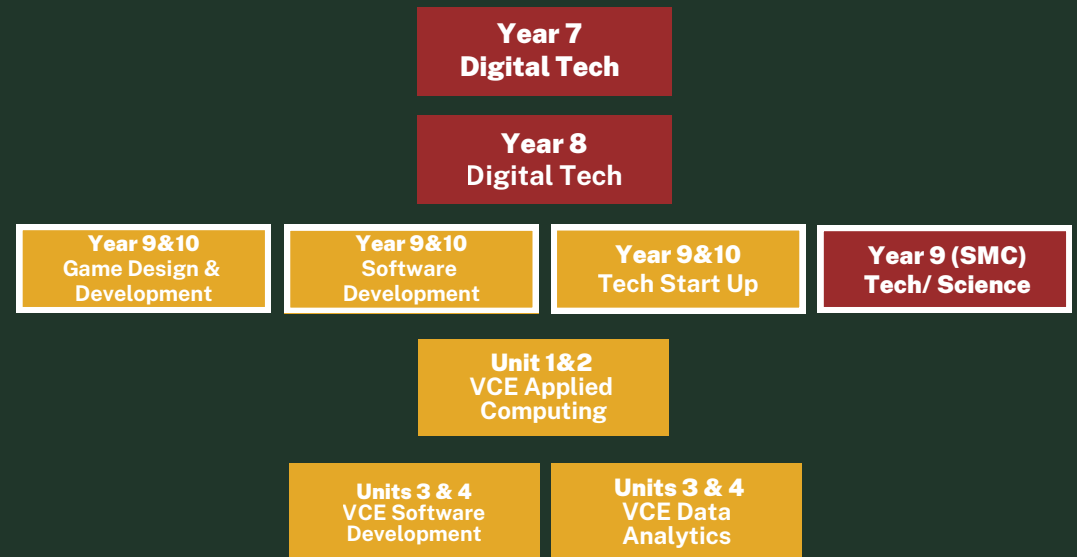 Year 7
Digital Tech
Year 8
Digital Tech
Year 9&10
Game Design &
Development
Year 9&10
Software
Development
Year 9&10
Tech Start Up
Year 9 (SMC)
Tech/ Science
Unit 1&2
VCE Applied
Computing
Units 3 & 4
VCE Software
Development
Units 3 & 4
VCE Data
Analytics